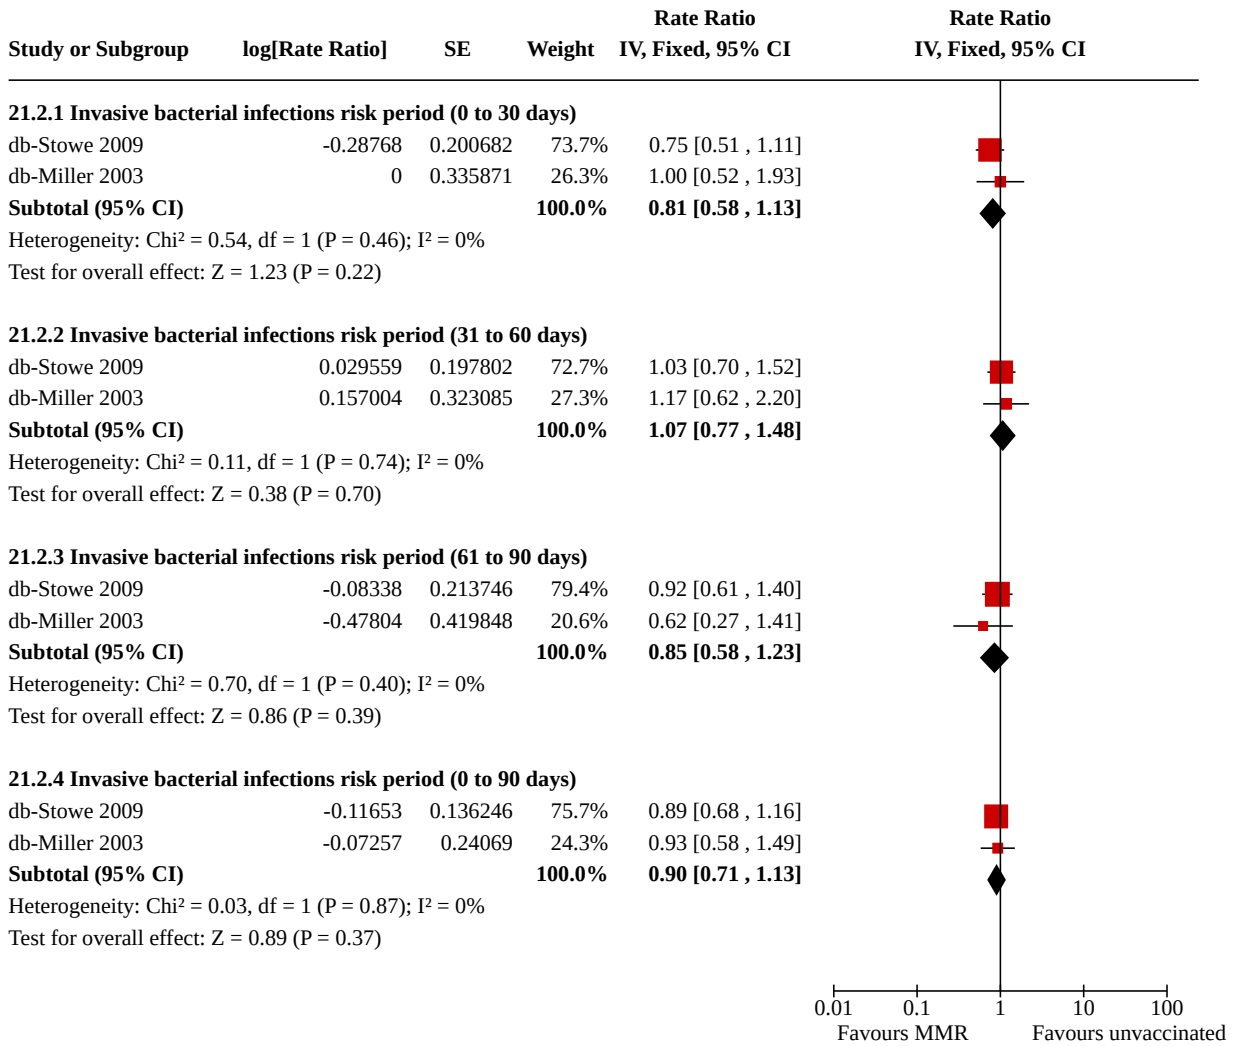 Rate Ratio Rate Ratio
Study or Subgroup log[Rate Ratio] SE Weight IV, Fixed, 95% CI IV, Fixed, 95% CI
21.2.1 Invasive bacterial infections risk period (0 to 30 days)
db-Stowe 2009 -0.28768 0.200682 73.7% 0.75 [0.51 , 1.11]
db-Miller 2003 0 0.335871 26.3% 1.00 [0.52 , 1.93]
Subtotal (95% CI) 100.0% 0.81 [0.58 , 1.13]
Heterogeneity: Chi² = 0.54, df = 1 (P = 0.46); I² = 0%
Test for overall effect: Z = 1.23 (P = 0.22)
21.2.2 Invasive bacterial infections risk period (31 to 60 days)
db-Stowe 2009 0.029559 0.197802 72.7% 1.03 [0.70 , 1.52]
db-Miller 2003 0.157004 0.323085 27.3% 1.17 [0.62 , 2.20]
Subtotal (95% CI) 100.0% 1.07 [0.77 , 1.48]
Heterogeneity: Chi² = 0.11, df = 1 (P = 0.74); I² = 0%
Test for overall effect: Z = 0.38 (P = 0.70)
21.2.3 Invasive bacterial infections risk period (61 to 90 days)
db-Stowe 2009 -0.08338 0.213746 79.4% 0.92 [0.61 , 1.40]
db-Miller 2003 -0.47804 0.419848 20.6% 0.62 [0.27 , 1.41]
Subtotal (95% CI) 100.0% 0.85 [0.58 , 1.23]
Heterogeneity: Chi² = 0.70, df = 1 (P = 0.40); I² = 0%
Test for overall effect: Z = 0.86 (P = 0.39)
21.2.4 Invasive bacterial infections risk period (0 to 90 days)
db-Stowe 2009 -0.11653 0.136246 75.7% 0.89 [0.68 , 1.16]
db-Miller 2003 -0.07257 0.24069 24.3% 0.93 [0.58 , 1.49]
Subtotal (95% CI) 100.0% 0.90 [0.71 , 1.13]
Heterogeneity: Chi² = 0.03, df = 1 (P = 0.87); I² = 0%
Test for overall effect: Z = 0.89 (P = 0.37)
0.01 0.1 1 10 100
Favours MMR Favours unvaccinated